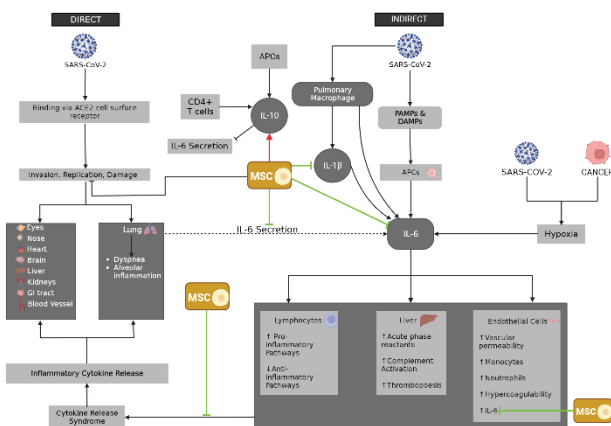 DIRECT
SARS-CoV-2
Binding via ACE2 cell surface
receptor
Invasion, Replication, Damage
Eyes
Nose
Heart
Brain
Liver
Kidneys
GI tract
Blood Vessel
Lung
• Dyspnea
• Alveolar
inflammation
Inflammatory Cytokine Release
Cytokine Release
Syndrome
APCs
CD4+
T cells
IL-10
IL-6 Secretion
MSC
IL-6 Secretion
MSC
INDIRECT
SARS-CoV-2
Pulmonary
Macrophage
PAMPs &
DAMPs
IL-1β
APCs
IL-6
SARS-COV-2
CANCER
Hypoxia
Lymphocytes
↑ Pro-
inflammatory
Pathways
↓Anti-
inflammatory
Pathways
Liver
↑Acute phase
reactants
↑Complement
Activation
↑Thrombopoesis
Endothelial Cells
↑Vascular
permeability
↑Monocytes
↑Neutrophils
↑Hypercoagulability
↑IL-6
MSC